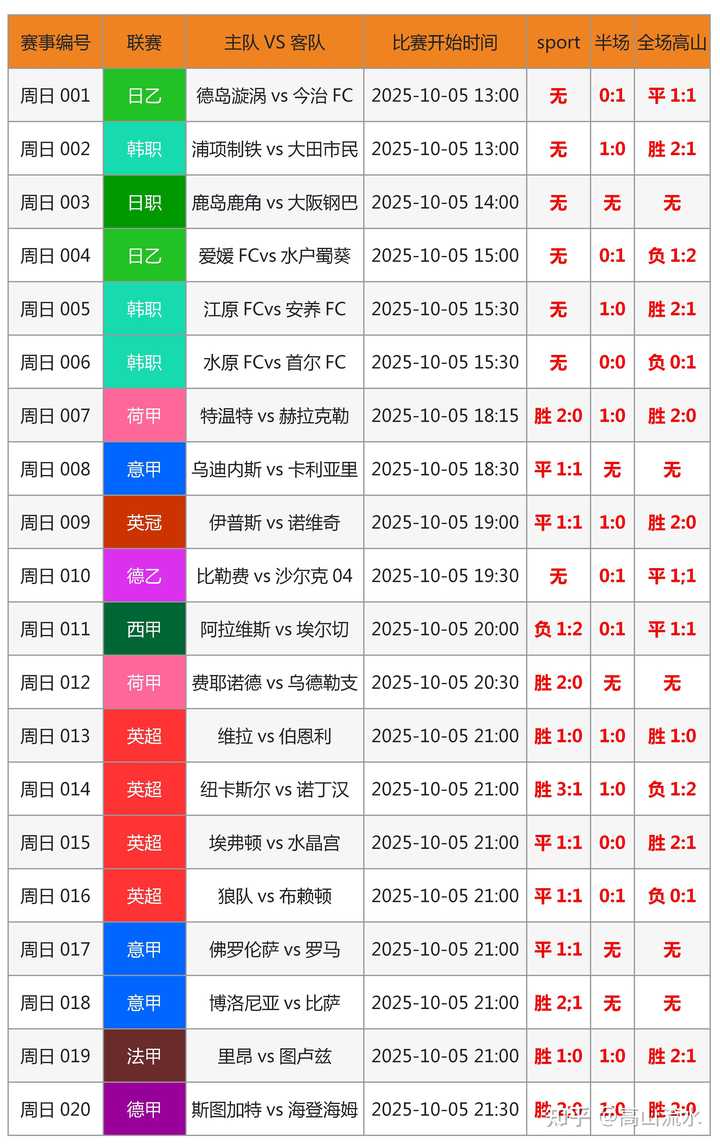 赛事编号 联赛 主队 VS 客队 比赛开始时间 sport 半场 全场高山
周日 001 日乙 德岛漩涡 vs 今治 FC 2025-10-05 13:00 无 0:1 平 1:1
周日 002 韩职 浦项制铁 vs 大田市民 2025-10-05 13:00 无 1:0 胜 2:1
周日 003 日职 鹿岛鹿角 vs 大阪钢巴 2025-10-05 14:00 无 无 无
周日 004 日乙 爱媛 FCvs 水户蜀葵 2025-10-05 15:00 无 0:1 负 1:2
周日 005 韩职 江原 FCvs 安养 FC 2025-10-05 15:30 无 1:0 胜 2:1
周日 006 韩职 水原 FCvs 首尔 FC 2025-10-05 15:30 无 0:0 负 0:1
周日 007 荷甲 特温特 vs 赫拉克勒 2025-10-05 18:15 胜 2:0 1:0 胜 2:0
周日 008 意甲 乌迪内斯 vs 卡利亚里 2025-10-05 18:30 平 1:1 无 无
周日 009 英冠 伊普斯 vs 诺维奇 2025-10-05 19:00 平 1:1 1:0 胜 2:0
周日 010 德乙 比勒费 vs 沙尔克 04 2025-10-05 19:30 无 0:1 平 1;1
周日 011 西甲 阿拉维斯 vs 埃尔切 2025-10-05 20:00 负 1:2 0:1 平 1:1
周日 012 荷甲 费耶诺德 vs 乌德勒支 2025-10-05 20:30 胜 2:0 无 无
周日 013 英超 维拉 vs 伯恩利 2025-10-05 21:00 胜 1:0 1:0 胜 1:0
周日 014 英超 纽卡斯尔 vs 诺丁汉 2025-10-05 21:00 胜 3:1 1:0 负 1:2
周日 015 英超 埃弗顿 vs 水晶宫 2025-10-05 21:00 平 1:1 0:0 胜 2:1
周日 016 英超 狼队 vs 布赖顿 2025-10-05 21:00 平 1:1 0:1 负 0:1
周日 017 意甲 佛罗伦萨 vs 罗马 2025-10-05 21:00 平 1:1 无 无
周日 018 意甲 博洛尼亚 vs 比萨 2025-10-05 21:00 胜 2;1 无 无
周日 019 法甲 里昂 vs 图卢兹 2025-10-05 21:00 胜 1:0 1:0 胜 2:1
周日 020 德甲 斯图加特 vs 海登海姆 2025-10-05 21:30 胜 2:0 1:0 胜 2:0
知乎 @高山流水